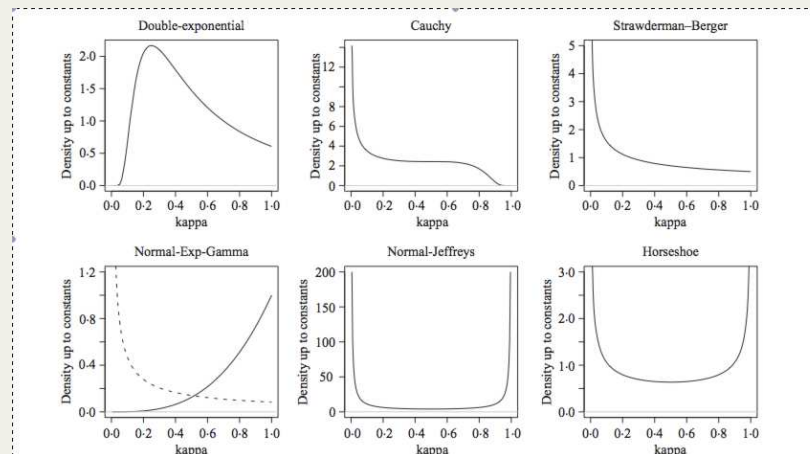 Double-exponential
Density up to constants
2·0
1·5
1·0
0·5
0·0
0·0 0·2 0·4 0·6 0·8 1·0
kappa
Cauchy
Density up to constants
12
8
6
4
2
0
0·0 0·2 0·4 0·6 0·8 1·0
kappa
Strawderman–Berger
Density up to constants
5
4
3
2
1
0
0·0 0·2 0·4 0·6 0·8 1·0
kappa
Normal-Exp-Gamma
Density up to constants
1·2
0·8
0·4
0·0
0·0 0·2 0·4 0·6 0·8 1·0
kappa
Normal-Jeffreys
Density up to constants
200
150
100
50
0
0·0 0·2 0·4 0·6 0·8 1·0
kappa
Horseshoe
Density up to constants
3·0
2·0
1·0
0·0
0·0 0·2 0·4 0·6 0·8 1·0
kappa